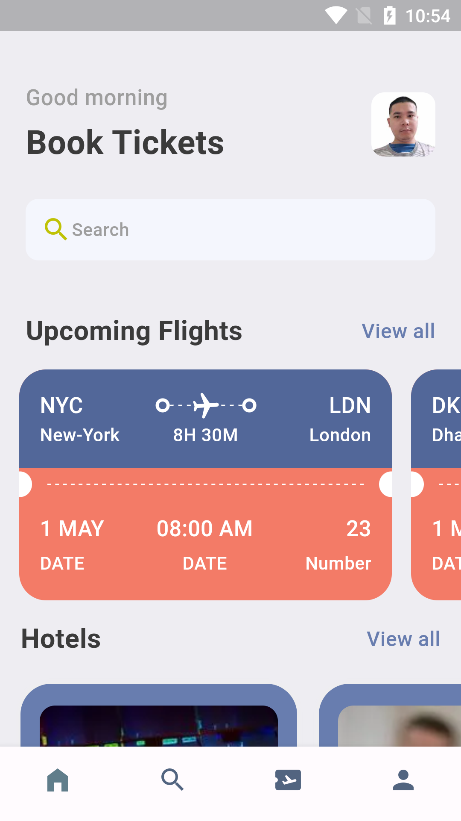 10:54
Good morning
Book Tickets
Search
Upcoming Flights View all
NYC LDN DK
New-York 8H 30M London Dha
1 MAY 08:00 AM 23 1 M
DATE DATE Number DAT
Hotels View all